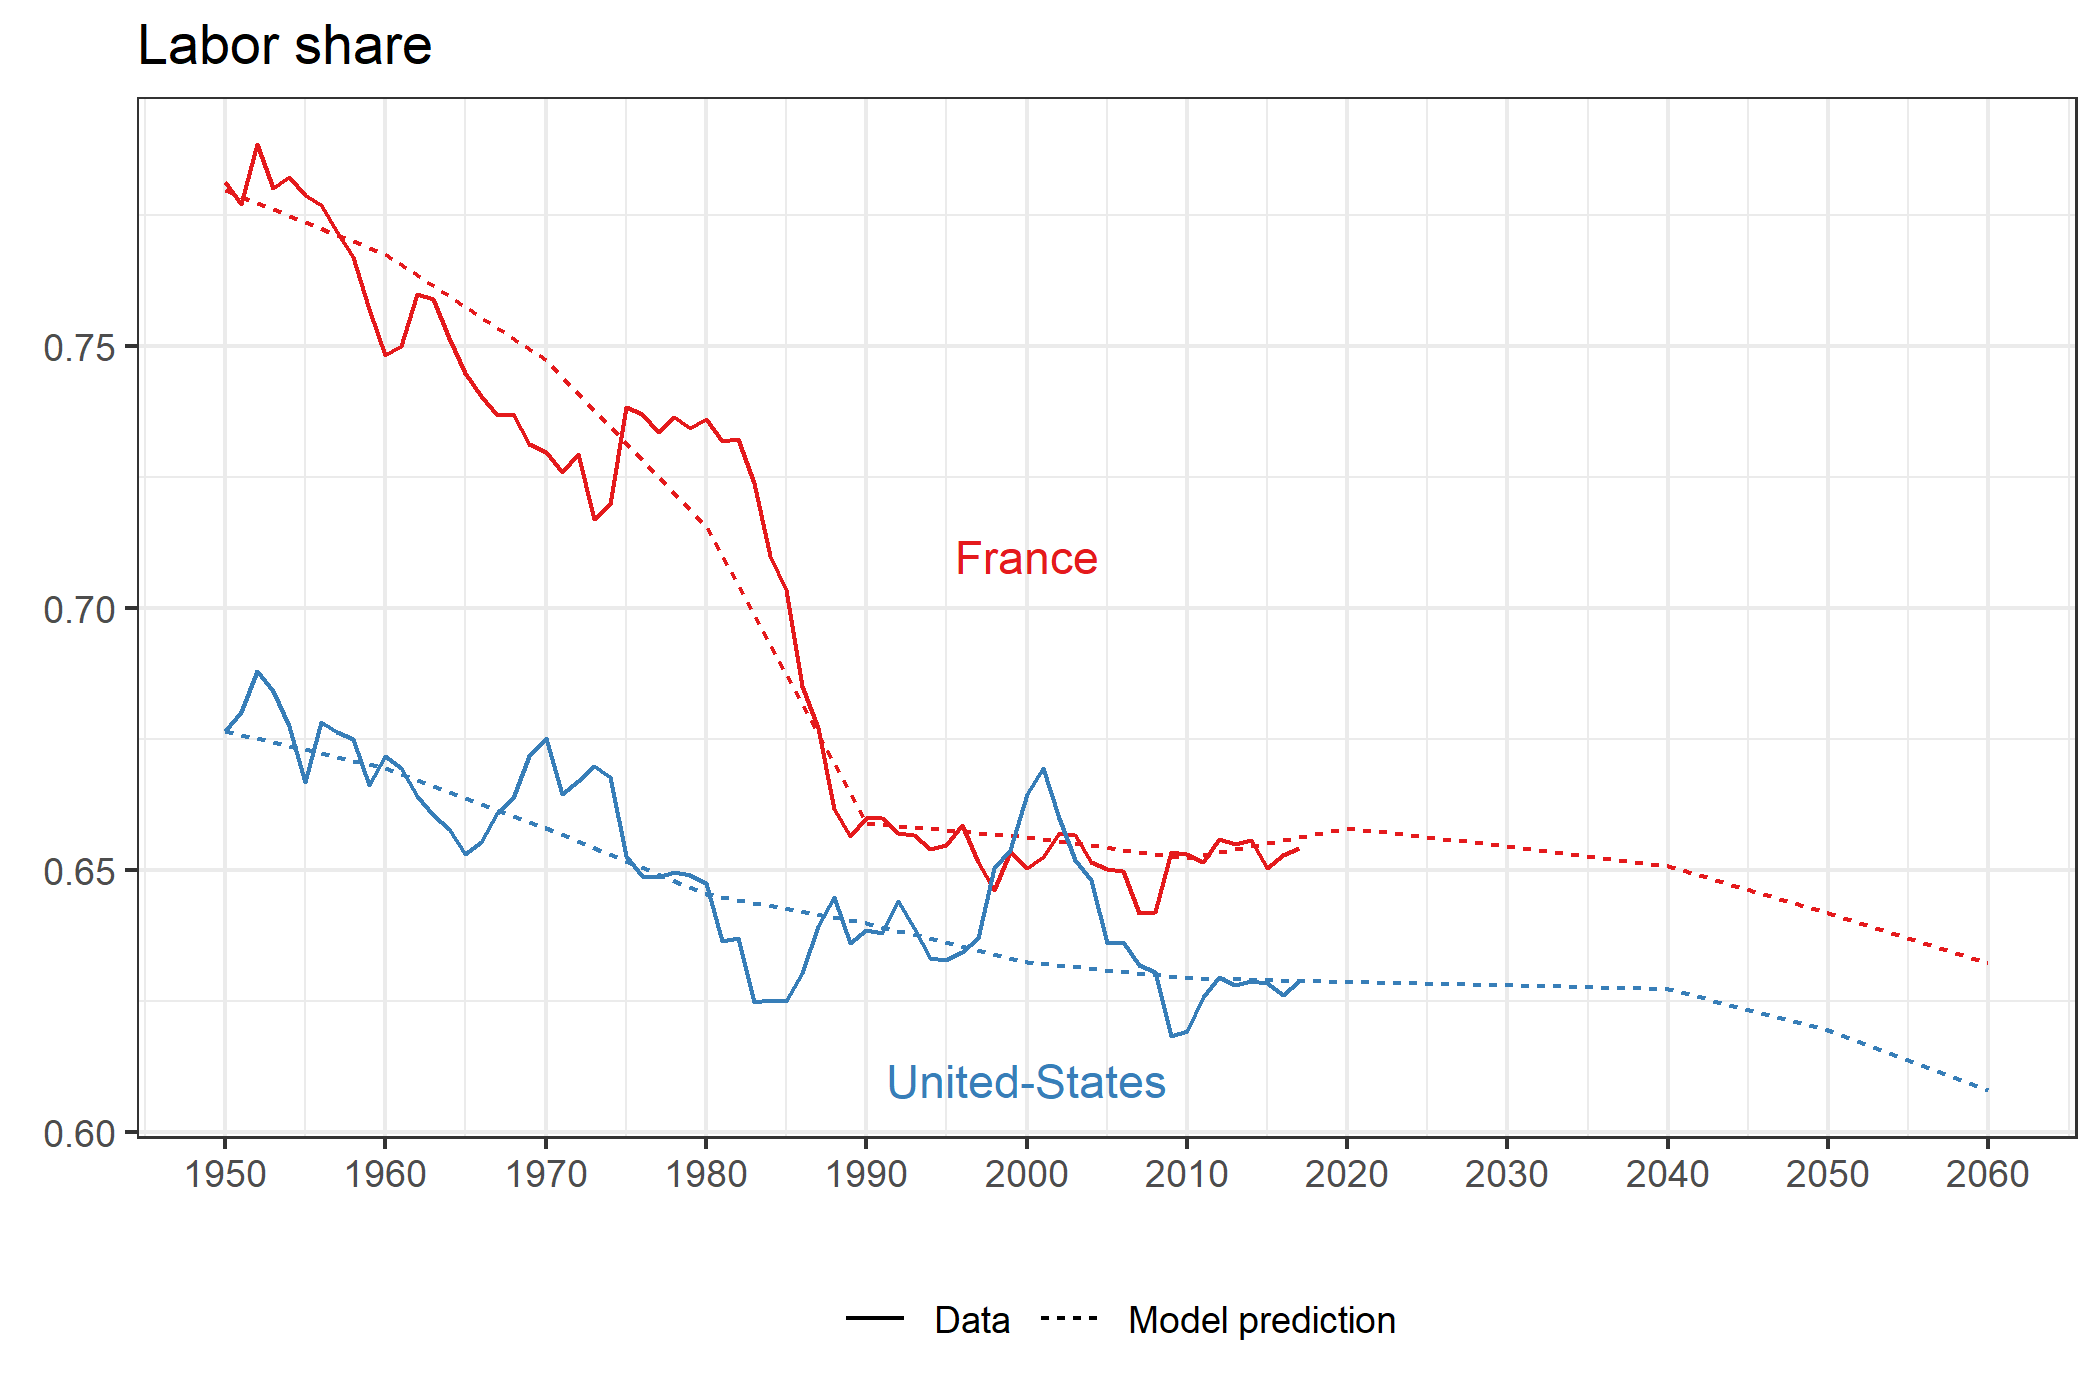 Labor share
0.75
0.70
0.65
0.60
France
United-States
1950 1960 1970 1980 1990 2000 2010 2020 2030 2040 2050 2060
Data Model prediction